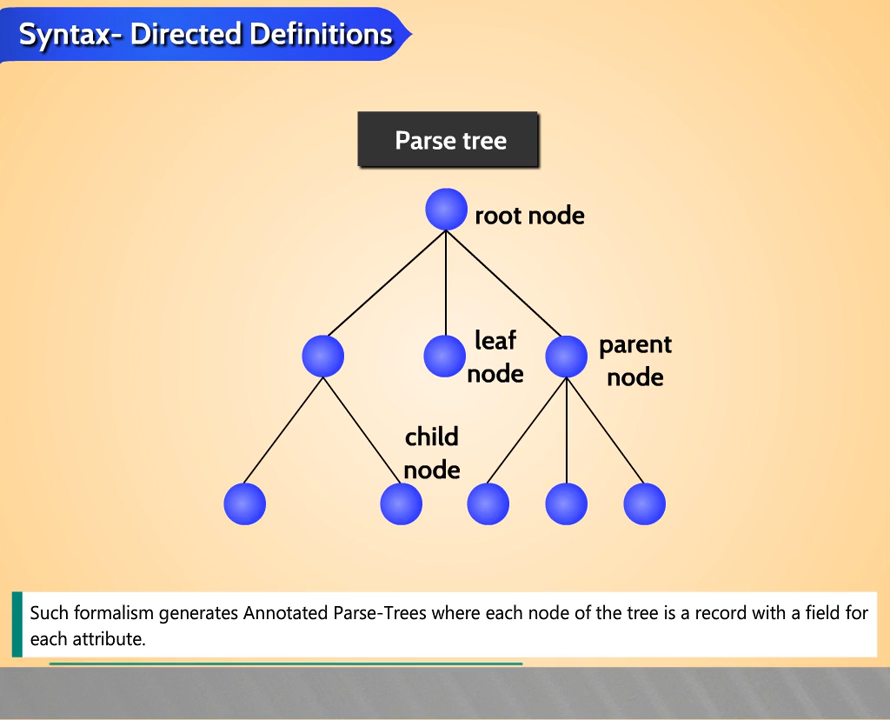 Syntax- Directed Definitions
Parse tree
root node
leaf
node
parent
node
child
node
Such formalism generates Annotated Parse-Trees where each node of the tree is a record with a field for
each attribute.